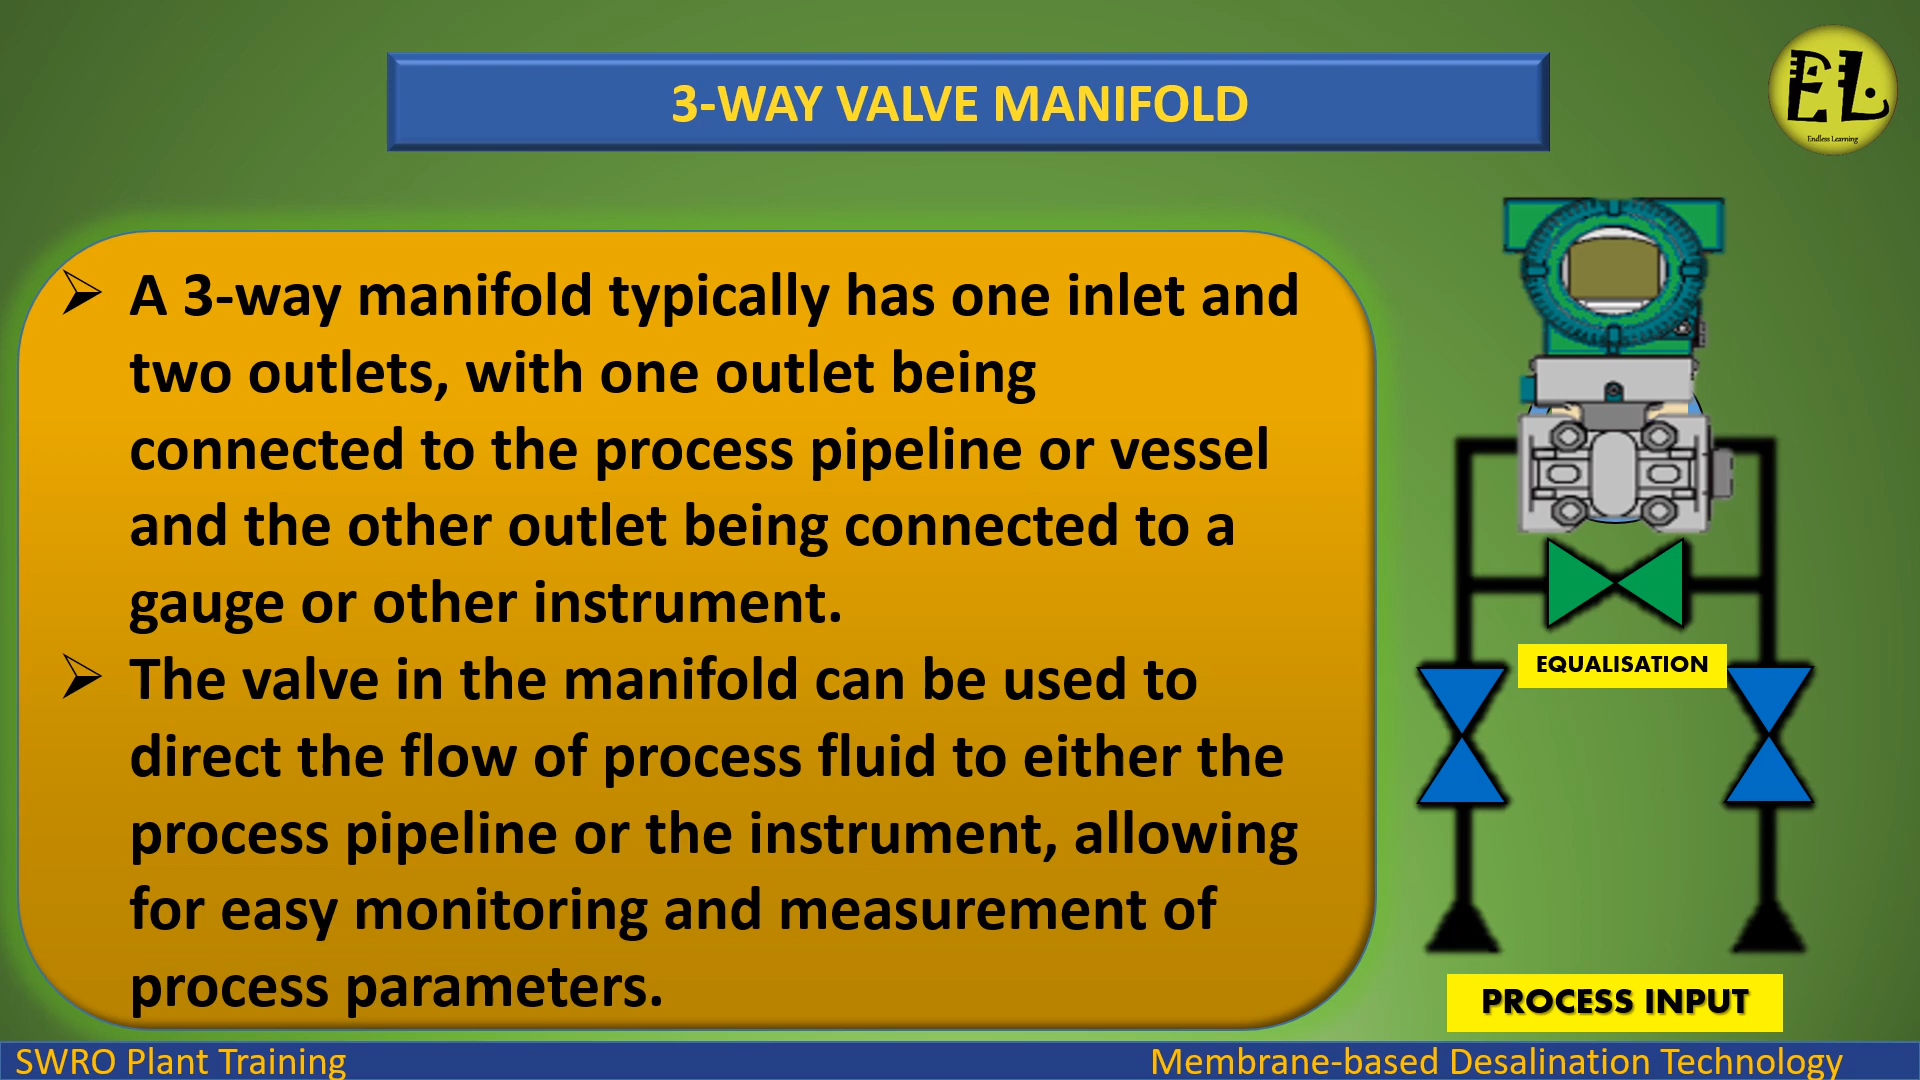 3-WAY VALVE MANIFOLD
EL
Endless Learning
A 3-way manifold typically has one inlet and
two outlets, with one outlet being
connected to the process pipeline or vessel
and the other outlet being connected to a
gauge or other instrument.
The valve in the manifold can be used to
direct the flow of process fluid to either the
process pipeline or the instrument, allowing
for easy monitoring and measurement of
process parameters.
EQUALISATION
PROCESS INPUT
SWRO Plant Training
Membrane-based Desalination Technology